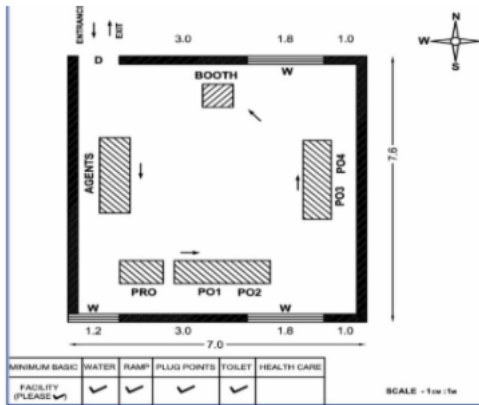 ENTRANCE
EXIT
3.0 1.8 1.0
N
W E
S
D
W
BOOTH
AGENTS
PO3 PO4
7.6
PRO PO1 PO2
W W
1.2 3.0 1.8 1.0
7.0
MINIMUM BASIC WATER RAMP PLUG POINTS TOILET HEALTH CARE
FACILITY
(PLEASE ✓) ✓ ✓ ✓ ✓
SCALE - 1CM :1M